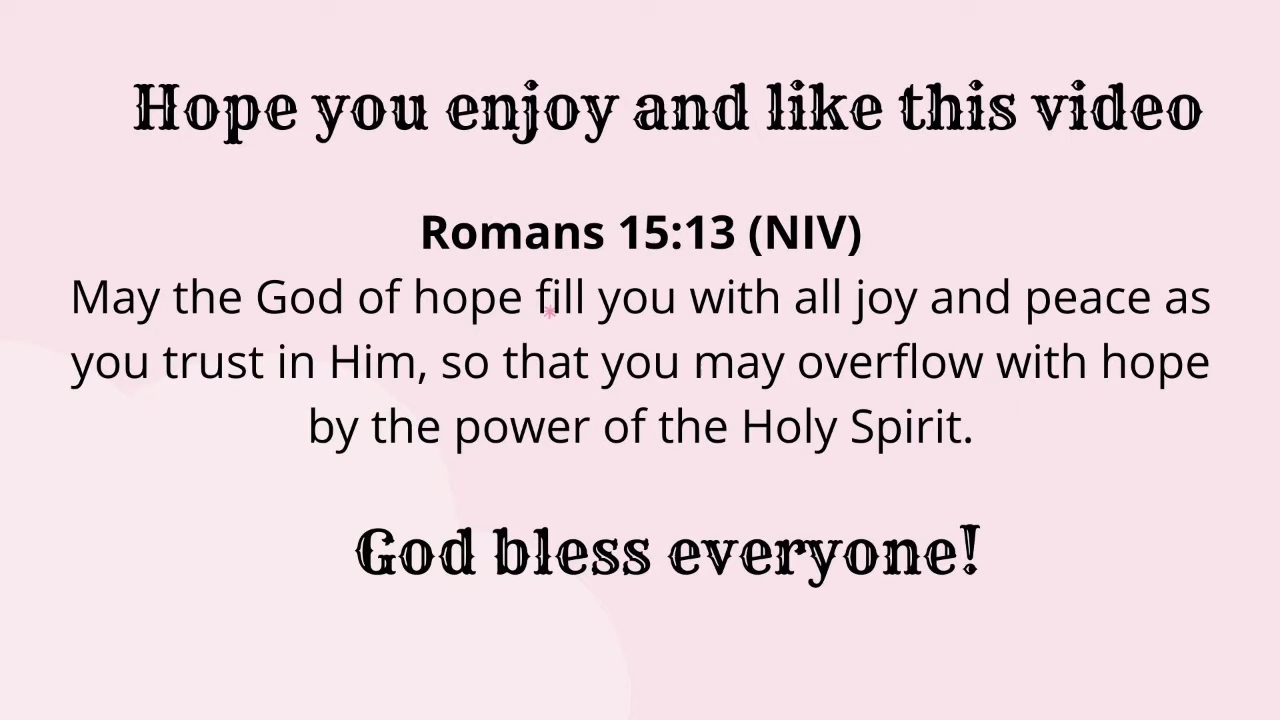 Hope you enjoy and like this video
Romans 15:13 (NIV)
May the God of hope fill you with all joy and peace as
you trust in Him, so that you may overflow with hope
by the power of the Holy Spirit.
God bless everyone!